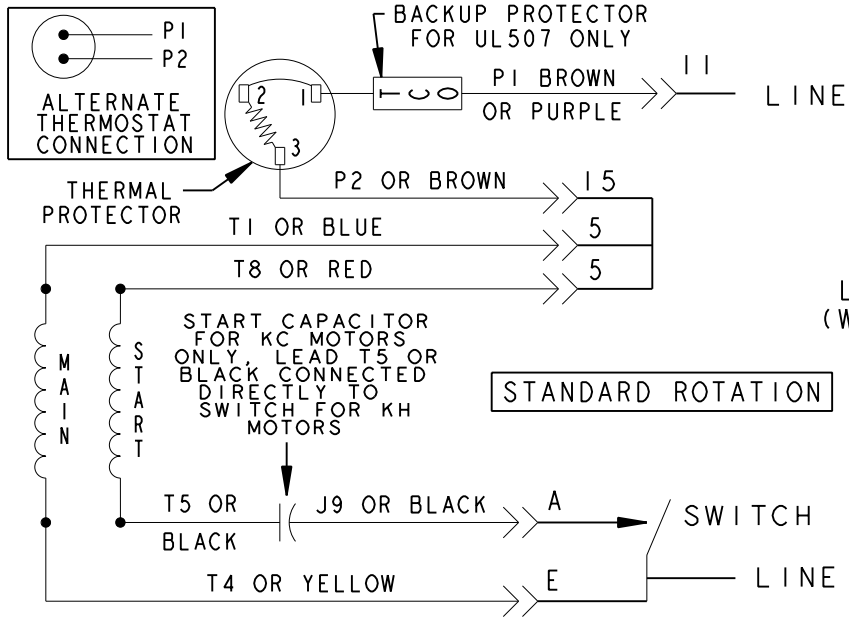 P1
P2
ALTERNATE
THERMOSTAT
CONNECTION
BACKUP PROTECTOR
FOR UL507 ONLY
2
1
3
TCO
P1 BROWN
OR PURPLE
11
LINE
THERMAL
PROTECTOR
P2 OR BROWN
15
T1 OR BLUE
5
T8 OR RED
5
L
(W
MAIN
START
START CAPACITOR
FOR KC MOTORS
ONLY, LEAD T5 OR
BLACK CONNECTED
DIRECTLY TO
SWITCH FOR KH
MOTORS
STANDARD ROTATION
T5 OR
BLACK
J9 OR BLACK
A
SWITCH
T4 OR YELLOW
E
LINE